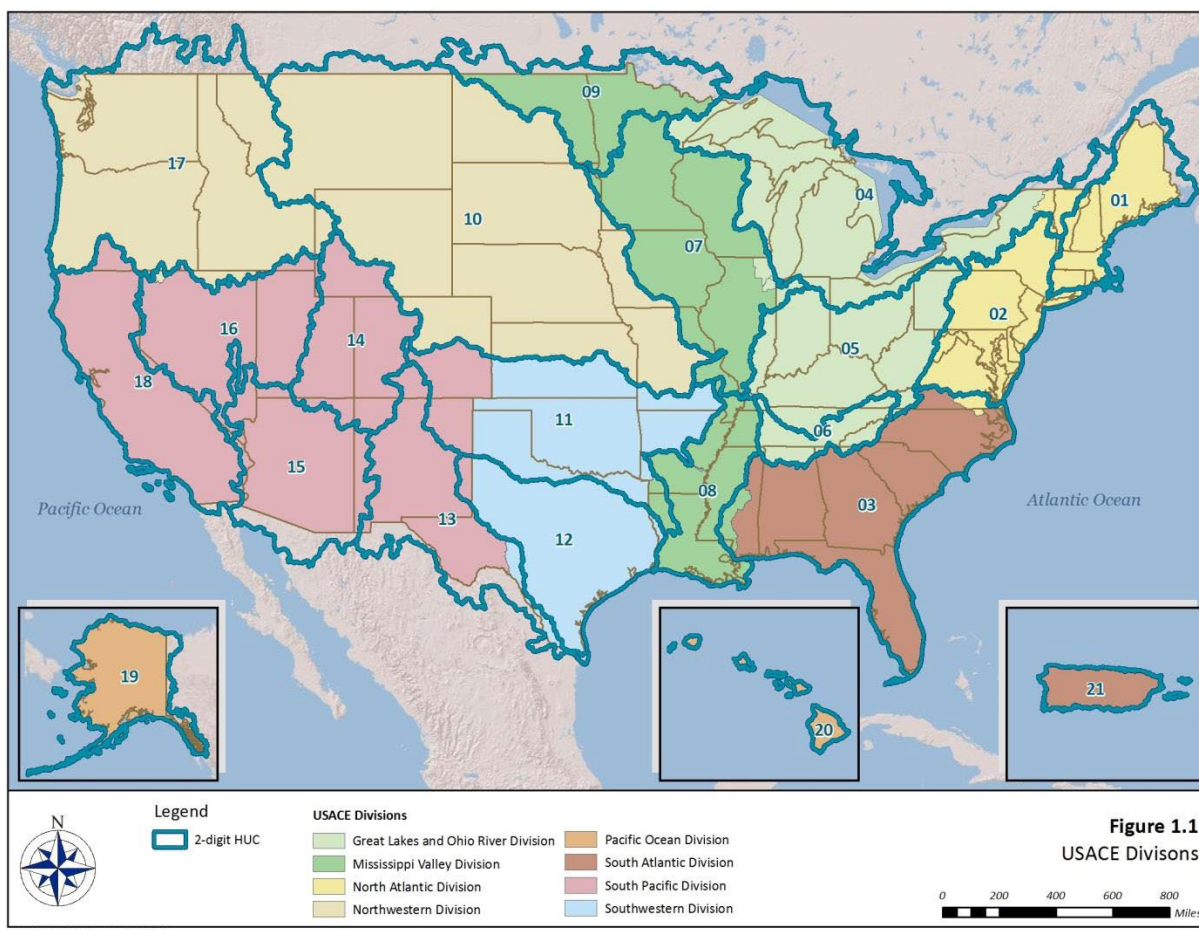 09
17
04
01
10
07
02
16
14
05
18
11
06
15
08
03
Pacific Ocean
Atlantic Ocean
13
12
19
20
21
N
Legend
2-digit HUC
USACE Divisions
Great Lakes and Ohio River Division
Mississippi Valley Division
North Atlantic Division
Northwestern Division
Pacific Ocean Division
South Atlantic Division
South Pacific Division
Southwestern Division
Figure 1.1
USACE Divisons
0 200 400 600 800
Miles